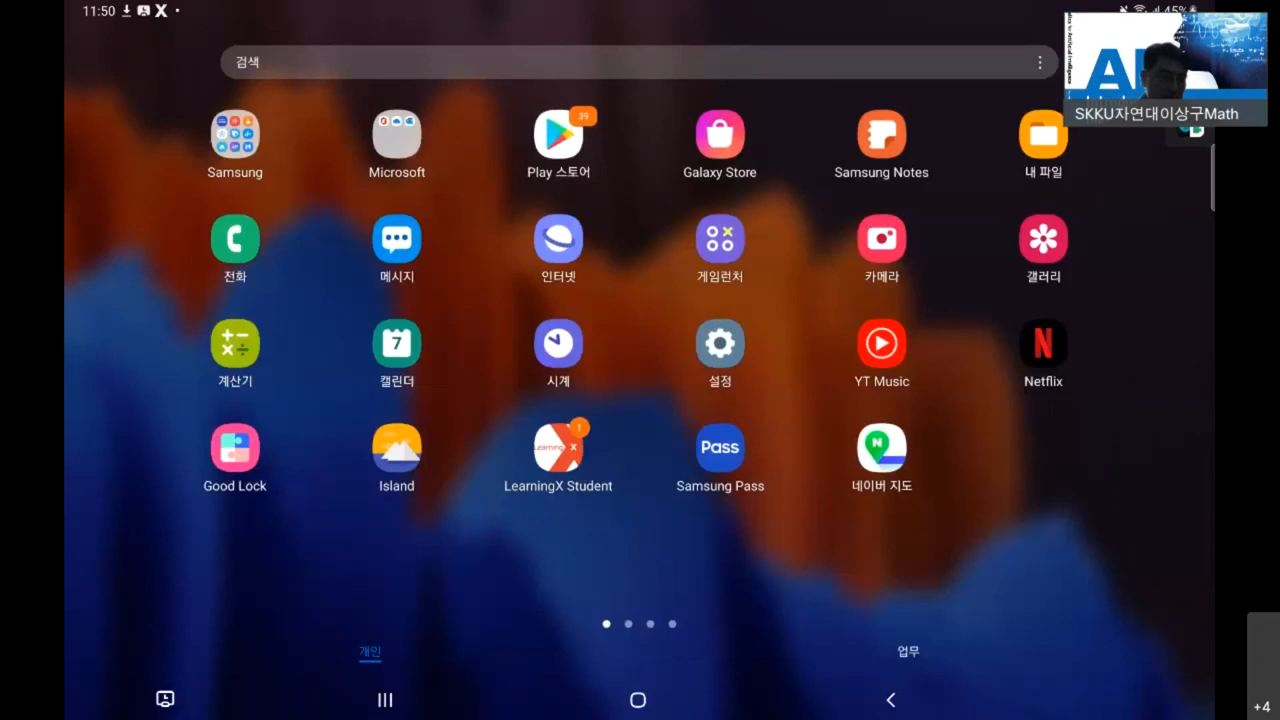 11:50
45%
검색
SKKU자연대이상구Math
39
Samsung
Microsoft
Play 스토어
Galaxy Store
Samsung Notes
내 파일
전화
메시지
인터넷
게임런처
카메라
갤러리
7
계산기
캘린더
시계
설정
YT Music
Netflix
1
LearningX
Pass
Good Lock
Island
LearningX Student
Samsung Pass
네이버 지도
개인
업무
+4